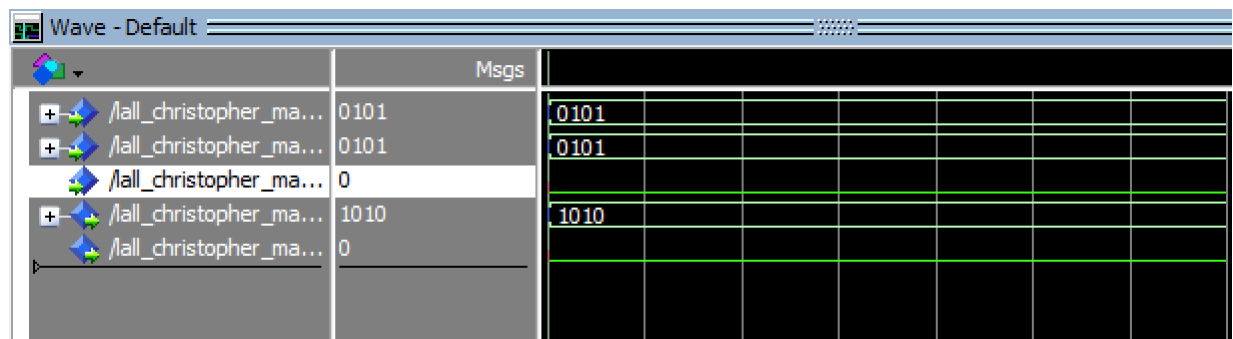 Wave - Default
Msgs
/lall_christopher_ma... 0101 0101
/lall_christopher_ma... 0101 0101
/lall_christopher_ma... 0
/lall_christopher_ma... 1010 1010
/lall_christopher_ma... 0